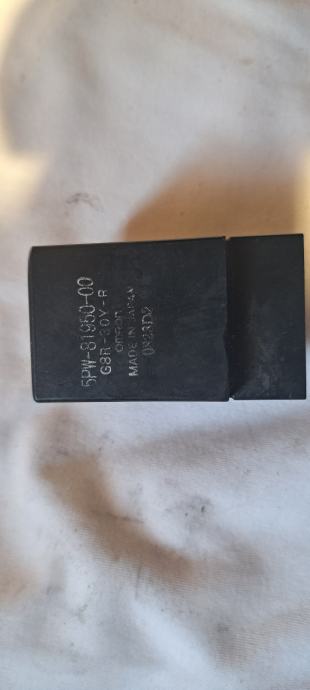 5PW-81950-00
G8R-30Y-R
OMRON
MADE IN JAPAN